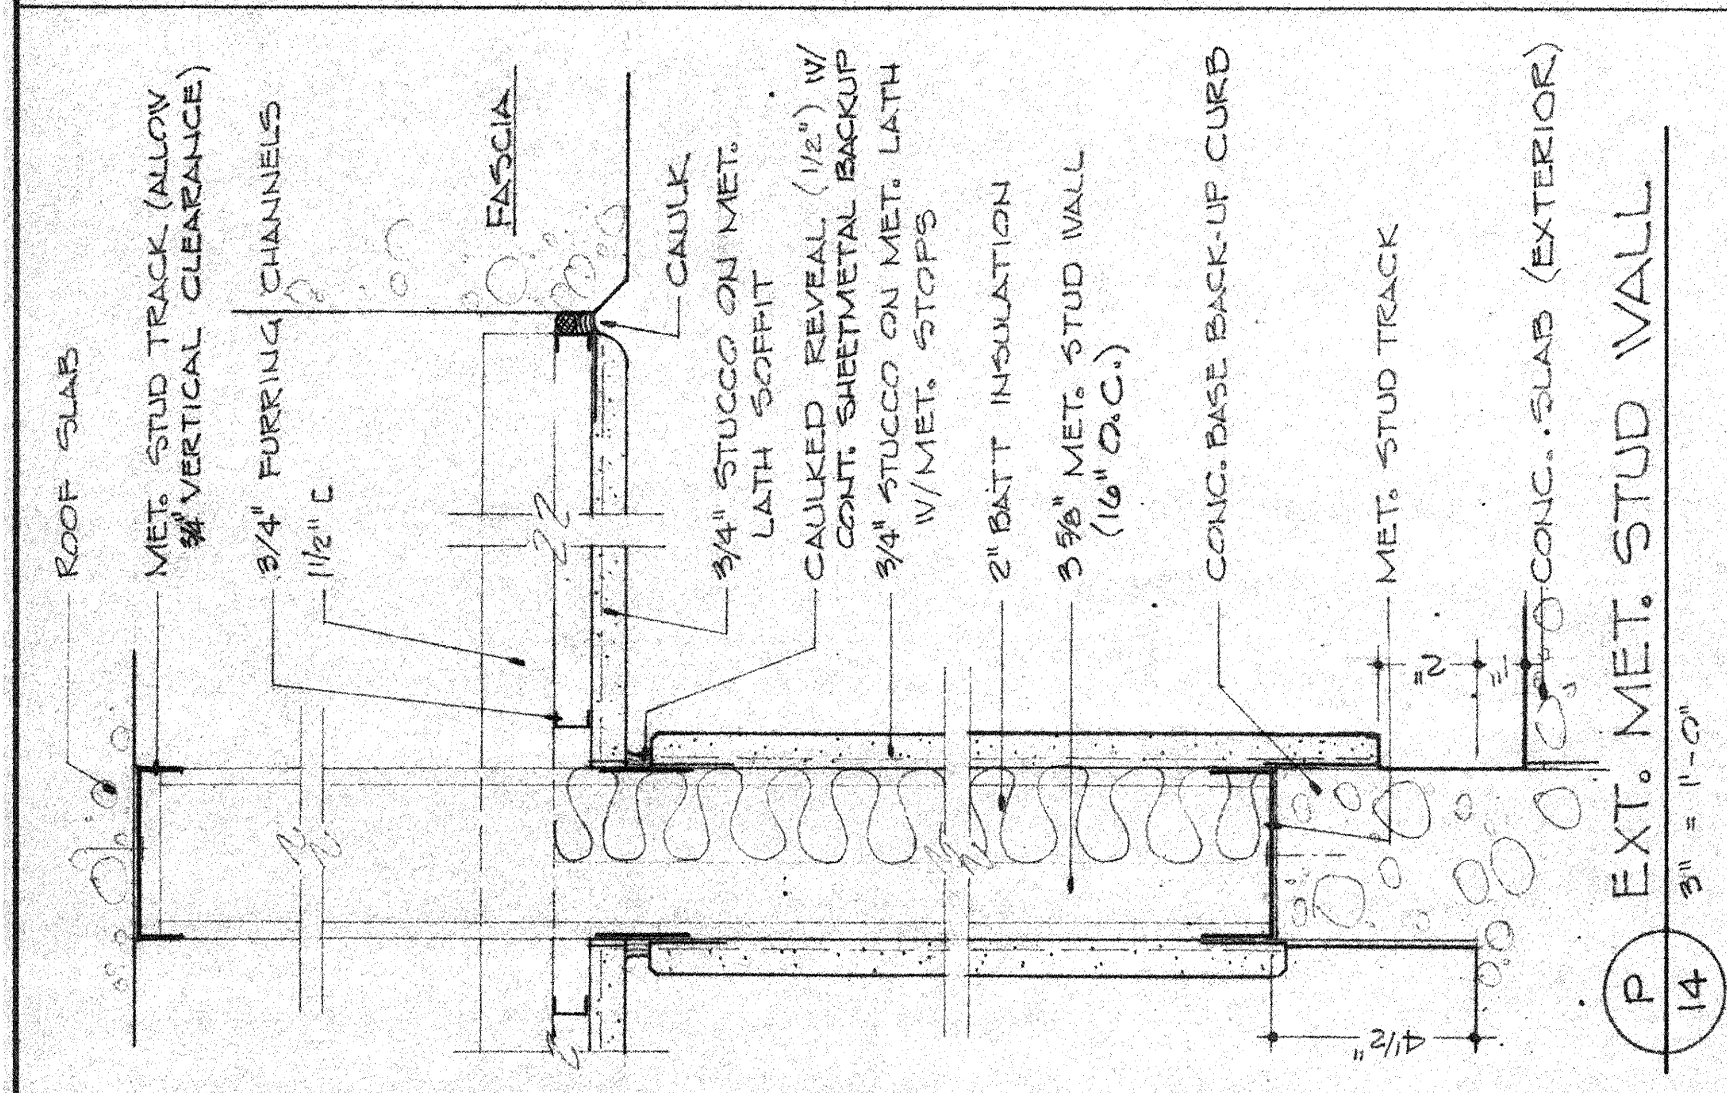 ROOF SLAB
MET. STUD TRACK (ALLOW
3/4" VERTICAL CLEARANCE)
3/4" FURRING CHANNELS
1 1/2" [
FASCIA
CAULK
3/4" STUCCO ON MET.
LATH SOFFIT
CAULKED REVEAL (1/2") W/
CONT. SHEETMETAL BACKUP
3/4" STUCCO ON MET. LATH
W/MET. STOPS
2" BATT INSULATION
3 5/8" MET. STUD WALL
(16" O.C.)
CONC. BASE BACK-UP CURB
MET. STUD TRACK
CONC. SLAB (EXTERIOR)
2"
1"
4 1/2"
P
14
EXT. MET. STUD WALL
3" = 1'-0"